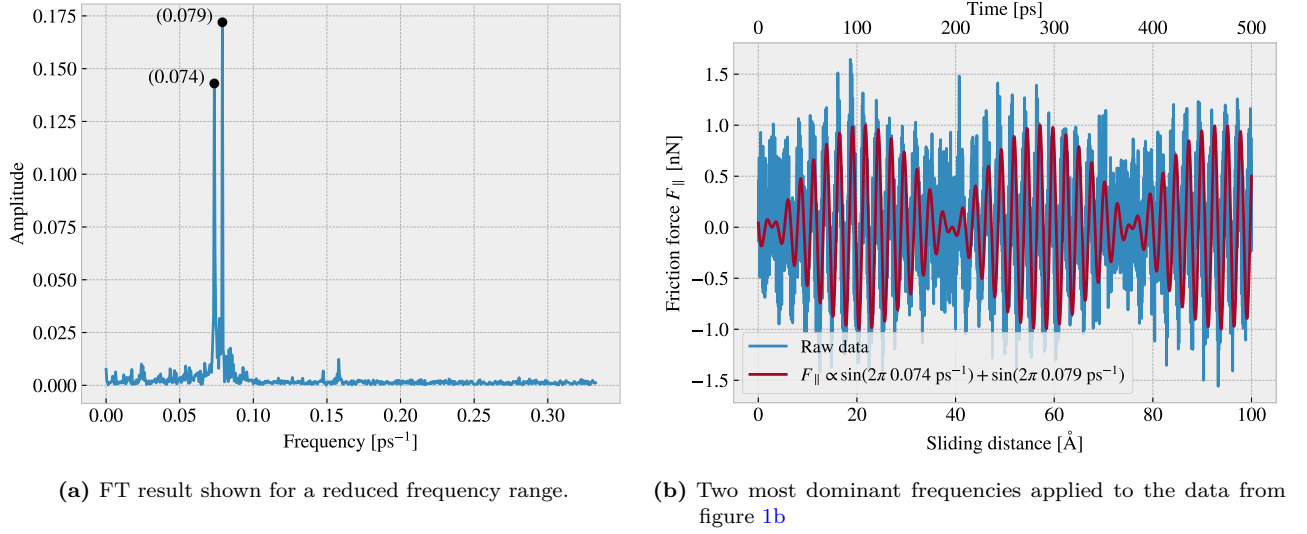 0.175
0.150
0.125
0.100
0.075
0.050
0.025
0.000
Amplitude
(0.079)
(0.074)
0.00 0.05 0.10 0.15 0.20 0.25 0.30
Frequency [ps⁻¹]
(a) FT result shown for a reduced frequency range.
Time [ps]
0 100 200 300 400 500
1.5
1.0
0.5
0.0
−0.5
−1.0
−1.5
Friction force F∥ [nN]
Raw data
F∥ ∝ sin(2π 0.074 ps⁻¹) + sin(2π 0.079 ps⁻¹)
0 20 40 60 80 100
Sliding distance [Å]
(b) Two most dominant frequencies applied to the data from
figure 1b